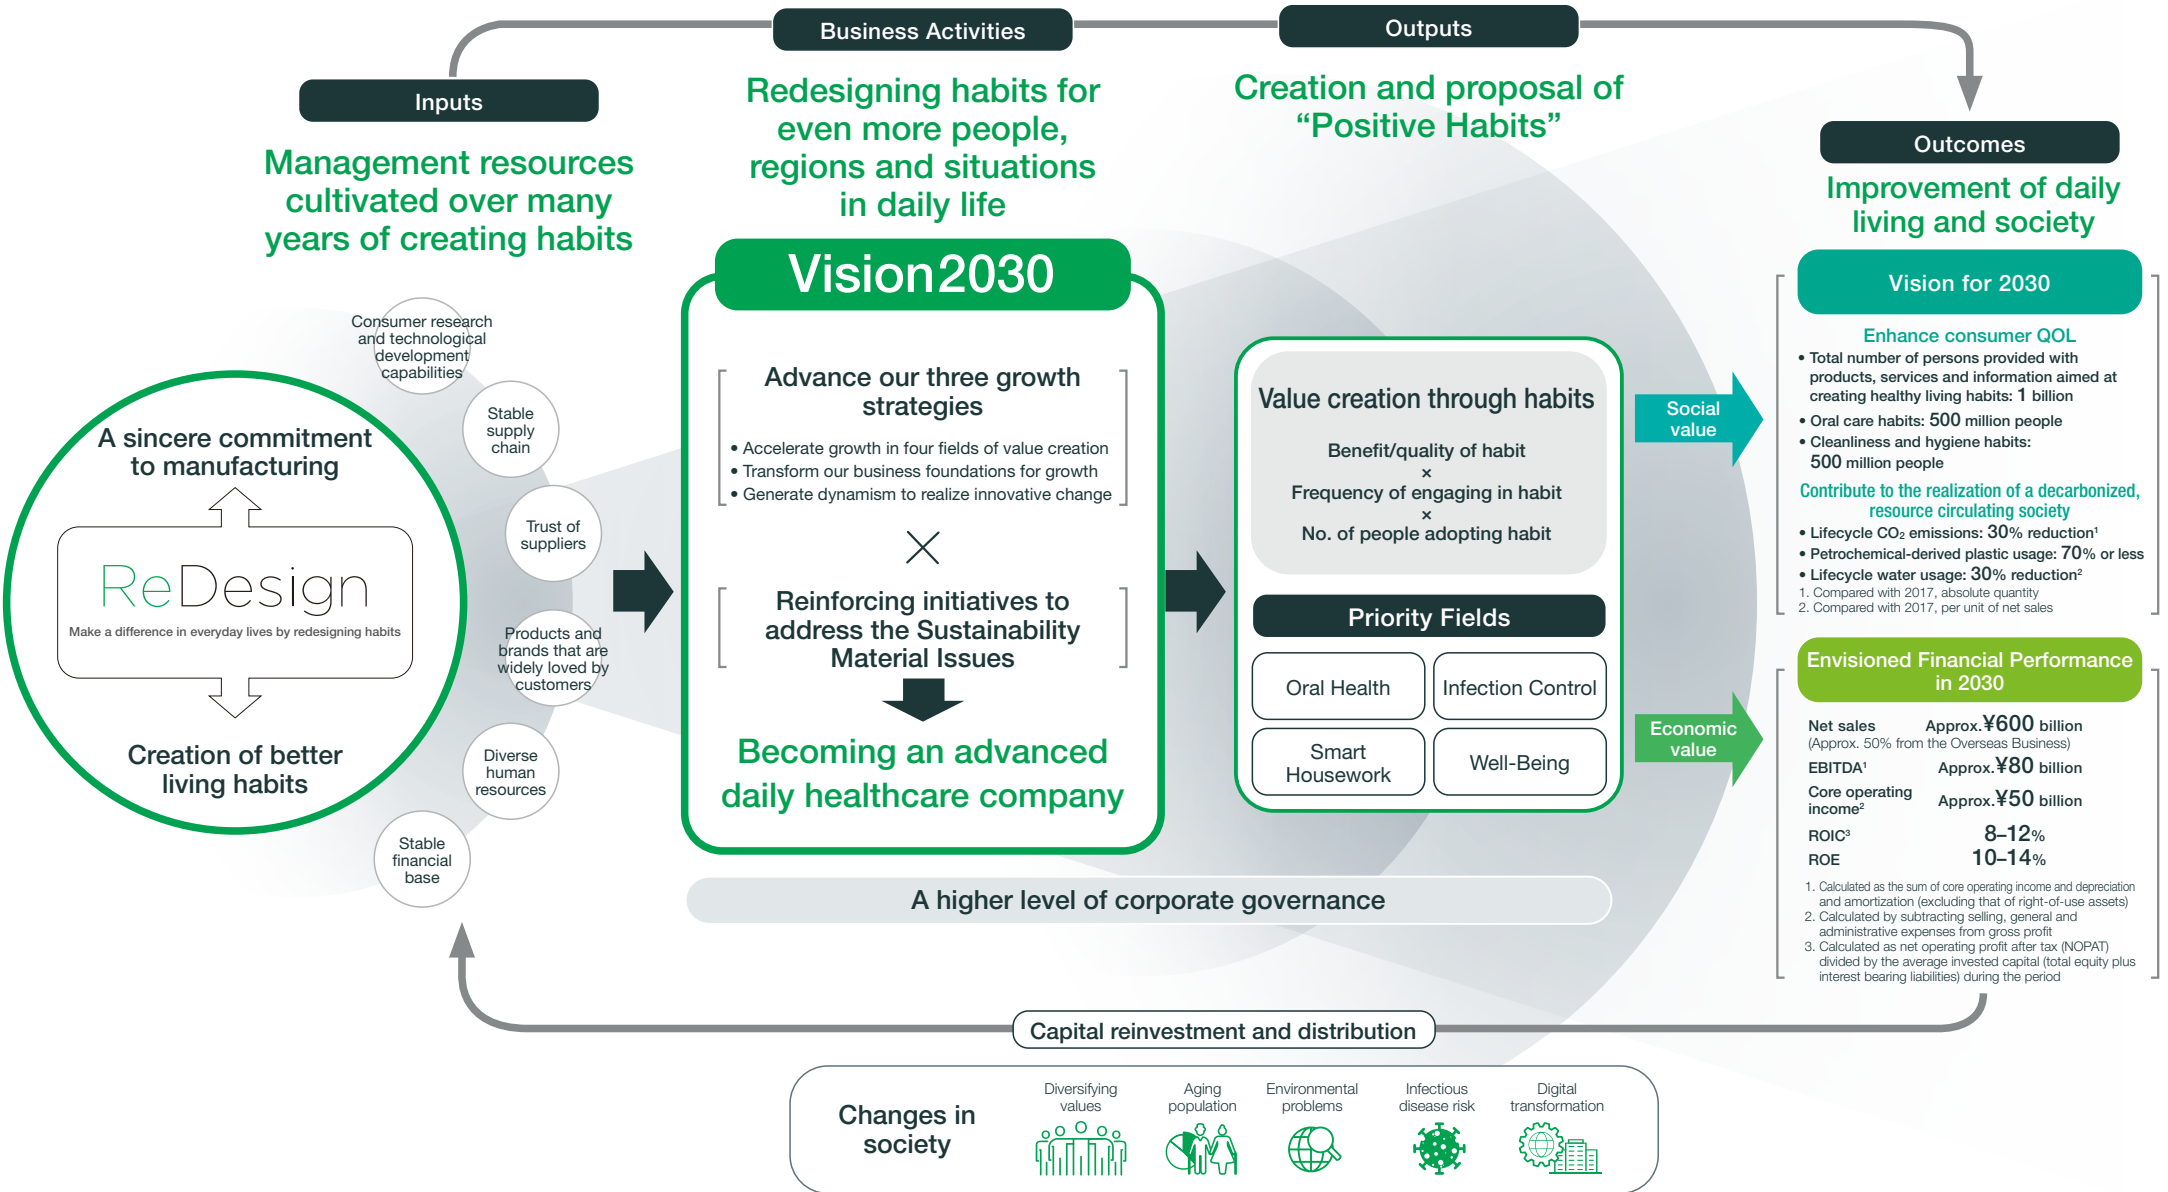 Inputs
Management resources
cultivated over many
years of creating habits
A sincere commitment
to manufacturing
ReDesign
Make a difference in everyday lives by redesigning habits
Creation of better
living habits
Consumer research
and technological
development
capabilities
Stable
supply
chain
Trust of
suppliers
Products and
brands that are
widely loved by
customers
Diverse
human
resources
Stable
financial
base
Business Activities
Redesigning habits for
even more people,
regions and situations
in daily life
Vision2030
Advance our three growth
strategies
• Accelerate growth in four fields of value creation
• Transform our business foundations for growth
• Generate dynamism to realize innovative change
×
Reinforcing initiatives to
address the Sustainability
Material Issues
Becoming an advanced
daily healthcare company
Outputs
Creation and proposal of
“Positive Habits”
Value creation through habits
Benefit/quality of habit
×
Frequency of engaging in habit
×
No. of people adopting habit
Priority Fields
Oral Health
Infection Control
Smart
Housework
Well-Being
A higher level of corporate governance
Social
value
Economic
value
Outcomes
Improvement of daily
living and society
Vision for 2030
Enhance consumer QOL
• Total number of persons provided with
products, services and information aimed at
creating healthy living habits: 1 billion
• Oral care habits: 500 million people
• Cleanliness and hygiene habits:
500 million people
Contribute to the realization of a decarbonized,
resource circulating society
• Lifecycle CO₂ emissions: 30% reduction¹
• Petrochemical-derived plastic usage: 70% or less
• Lifecycle water usage: 30% reduction²
1. Compared with 2017, absolute quantity
2. Compared with 2017, per unit of net sales
Envisioned Financial Performance
in 2030
Net sales Approx.¥600 billion
(Approx. 50% from the Overseas Business)
EBITDA¹ Approx.¥80 billion
Core operating
income² Approx.¥50 billion
ROIC³ 8–12%
ROE 10–14%
1. Calculated as the sum of core operating income and depreciation
and amortization (excluding that of right-of-use assets)
2. Calculated by subtracting selling, general and
administrative expenses from gross profit
3. Calculated as net operating profit after tax (NOPAT)
divided by the average invested capital (total equity plus
interest bearing liabilities) during the period
Capital reinvestment and distribution
Changes in
society
Diversifying
values
Aging
population
Environmental
problems
Infectious
disease risk
Digital
transformation